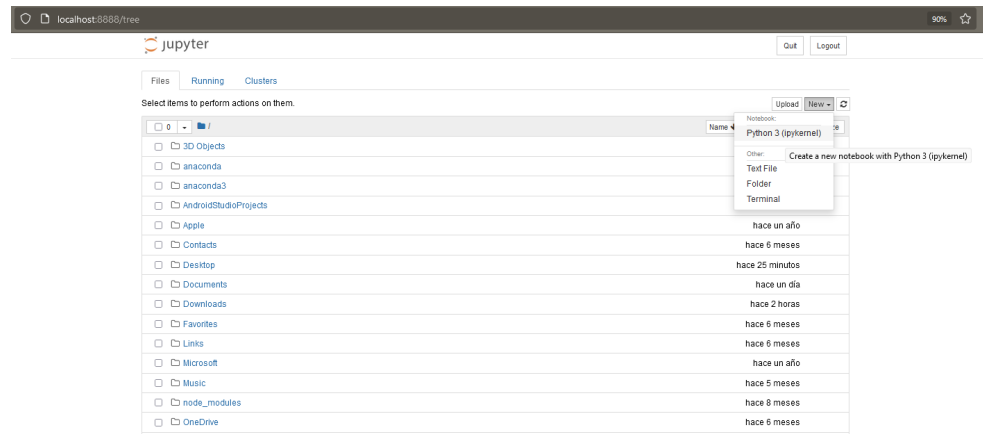 localhost:8888/tree
90%
jupyter
Quit Logout
Files Running Clusters
Select items to perform actions on them.
Upload New
0 / Name
Notebook:
Python 3 (ipykernel)
Create a new notebook with Python 3 (ipykernel)
Other:
Text File
Folder
Terminal
3D Objects
anaconda
anaconda3
AndroidStudioProjects
Apple hace un año
Contacts hace 6 meses
Desktop hace 25 minutos
Documents hace un día
Downloads hace 2 horas
Favorites hace 6 meses
Links hace 6 meses
Microsoft hace un año
Music hace 5 meses
node_modules hace 8 meses
OneDrive hace 6 meses